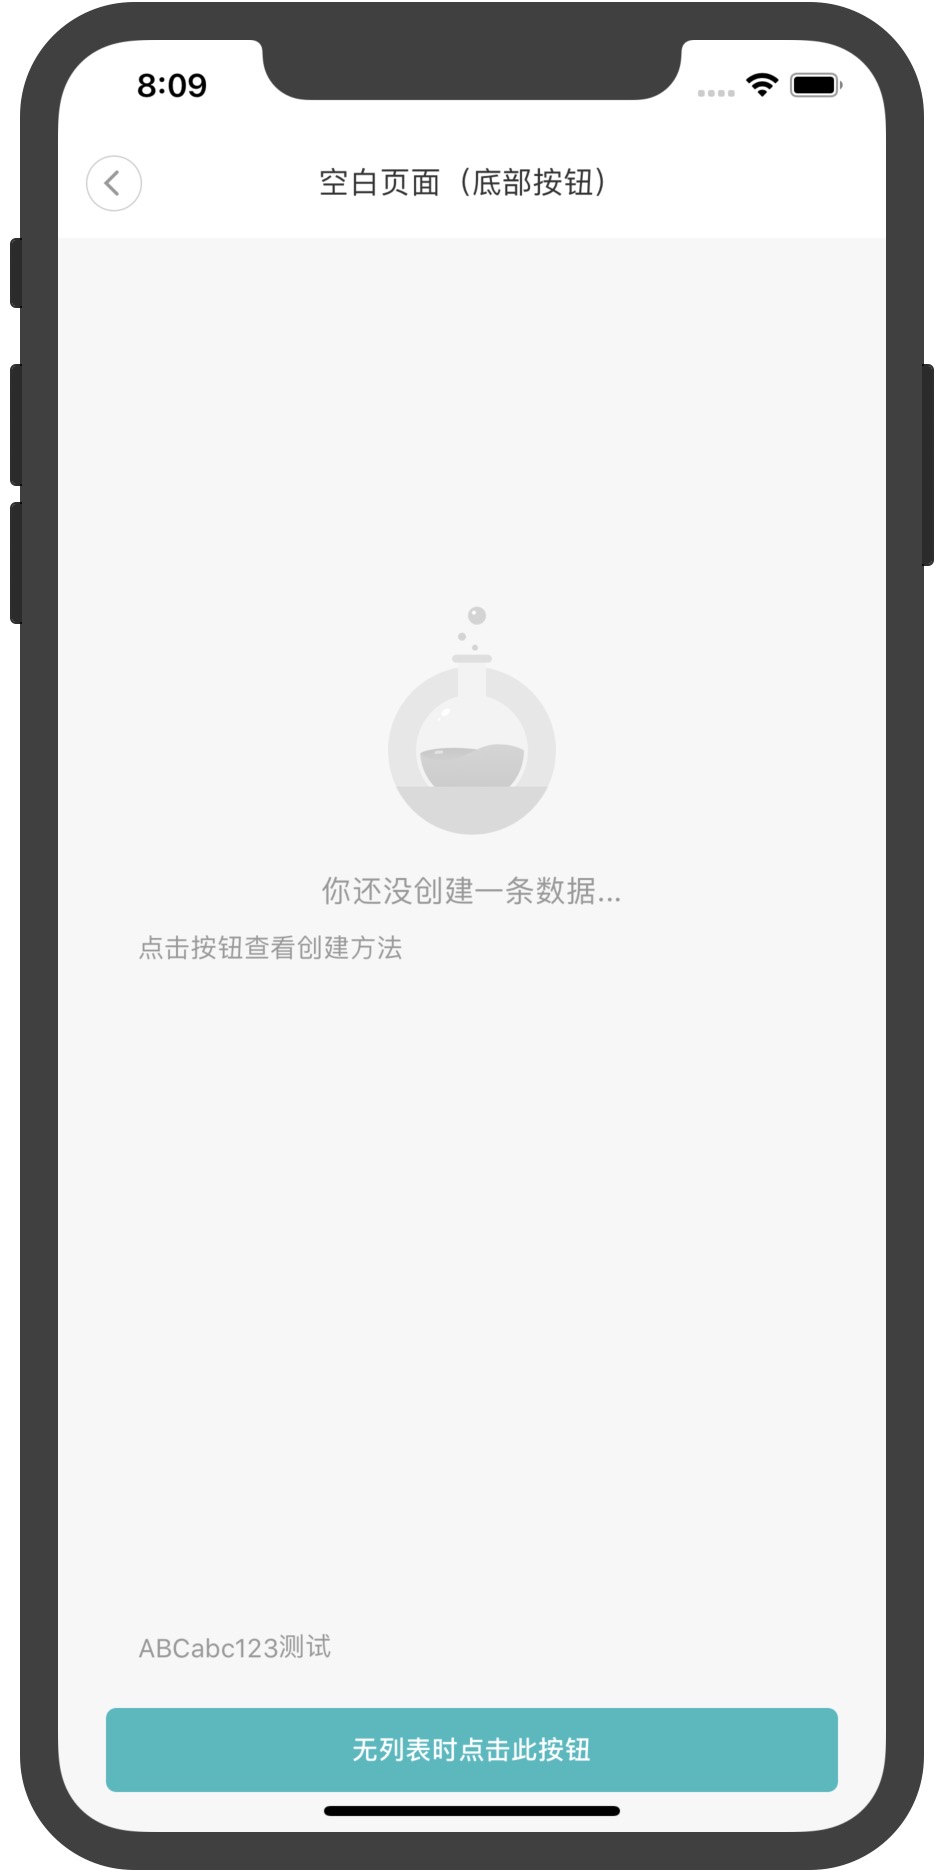 8:09
空白页面（底部按钮）
你还没创建一条数据...
点击按钮查看创建方法
ABCabc123测试
无列表时点击此按钮